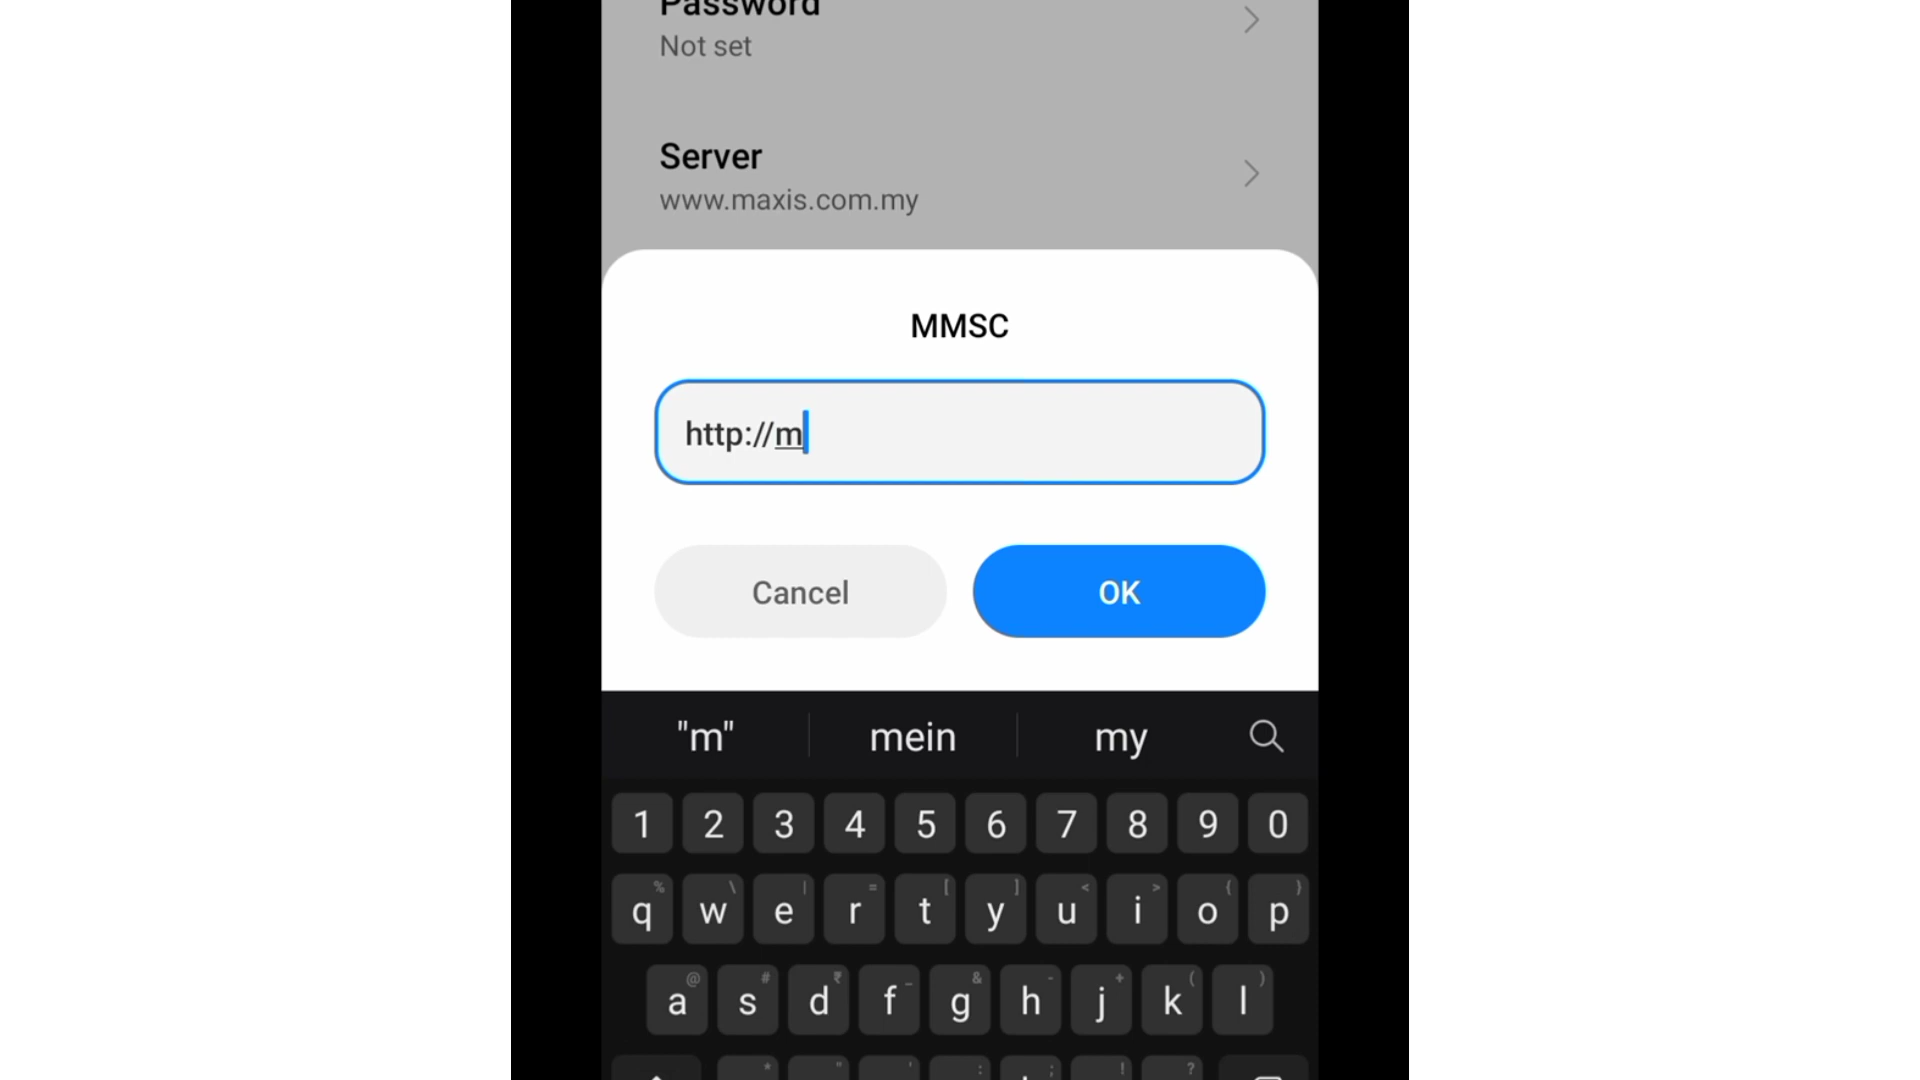 Password
Not set
Server
www.maxis.com.my
MMSC
http://m
Cancel OK
"m" mein my
1 2 3 4 5 6 7 8 9 0
% \ | = [ ] < > { }
q w e r t y u i o p
@ # ₹ _ & - + ( )
a s d f g h j k l
* " ' : ; ! ?